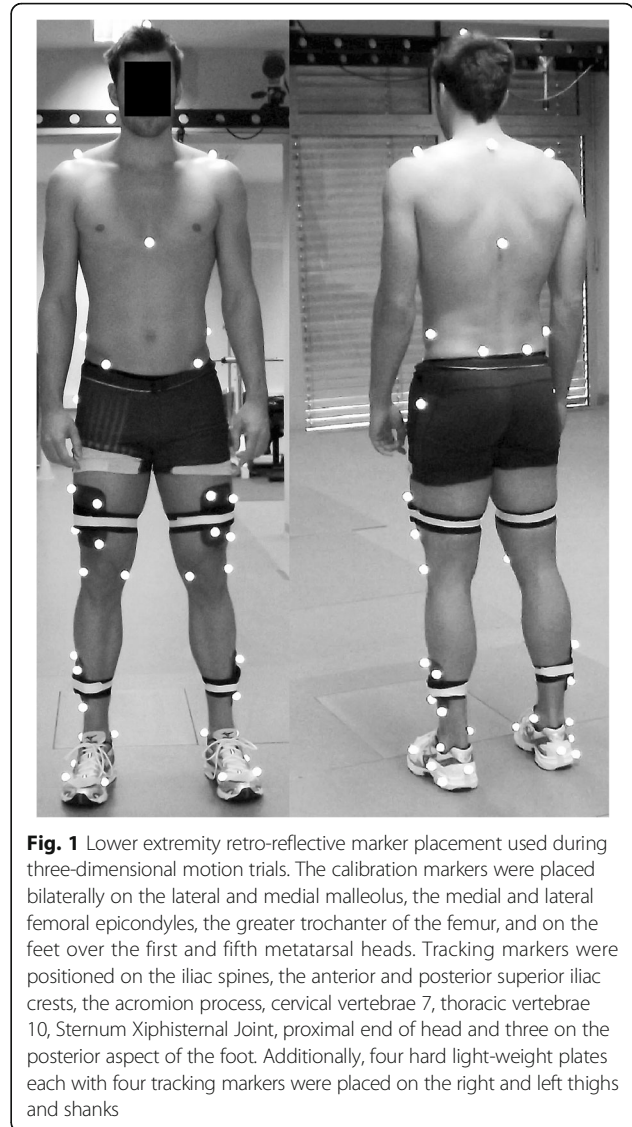 Fig. 1 Lower extremity retro-reflective marker placement used during
three-dimensional motion trials. The calibration markers were placed
bilaterally on the lateral and medial malleolus, the medial and lateral
femoral epicondyles, the greater trochanter of the femur, and on the
feet over the first and fifth metatarsal heads. Tracking markers were
positioned on the iliac spines, the anterior and posterior superior iliac
crests, the acromion process, cervical vertebrae 7, thoracic vertebrae
10, Sternum Xiphisternal Joint, proximal end of head and three on the
posterior aspect of the foot. Additionally, four hard light-weight plates
each with four tracking markers were placed on the right and left thighs
and shanks